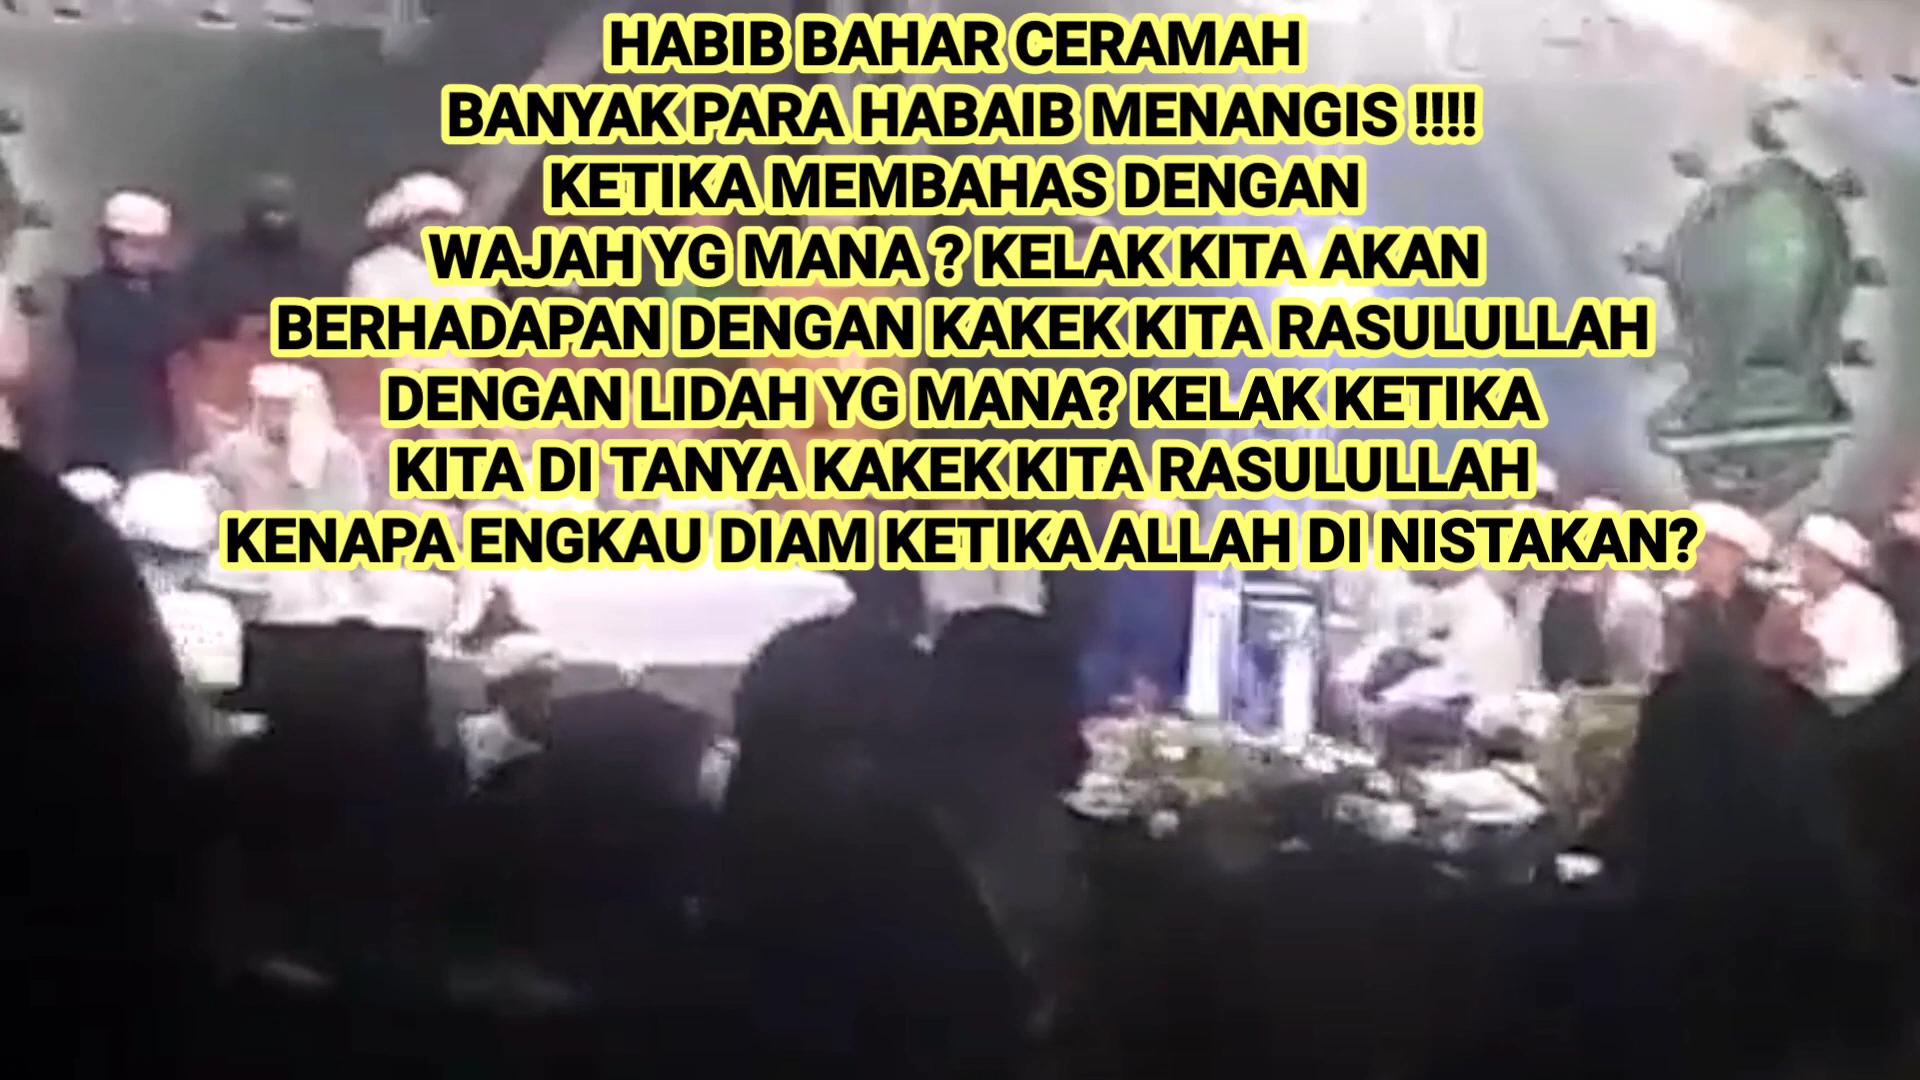 HABIB BAHAR CERAMAH
BANYAK PARA HABAIB MENANGIS !!!!
KETIKA MEMBAHAS DENGAN
WAJAH YG MANA ? KELAK KITA AKAN
BERHADAPAN DENGAN KAKEK KITA RASULULLAH
DENGAN LIDAH YG MANA? KELAK KETIKA
KITA DI TANYA KAKEK KITA RASULULLAH
KENAPA ENGKAU DIAM KETIKA ALLAH DI NISTAKAN?